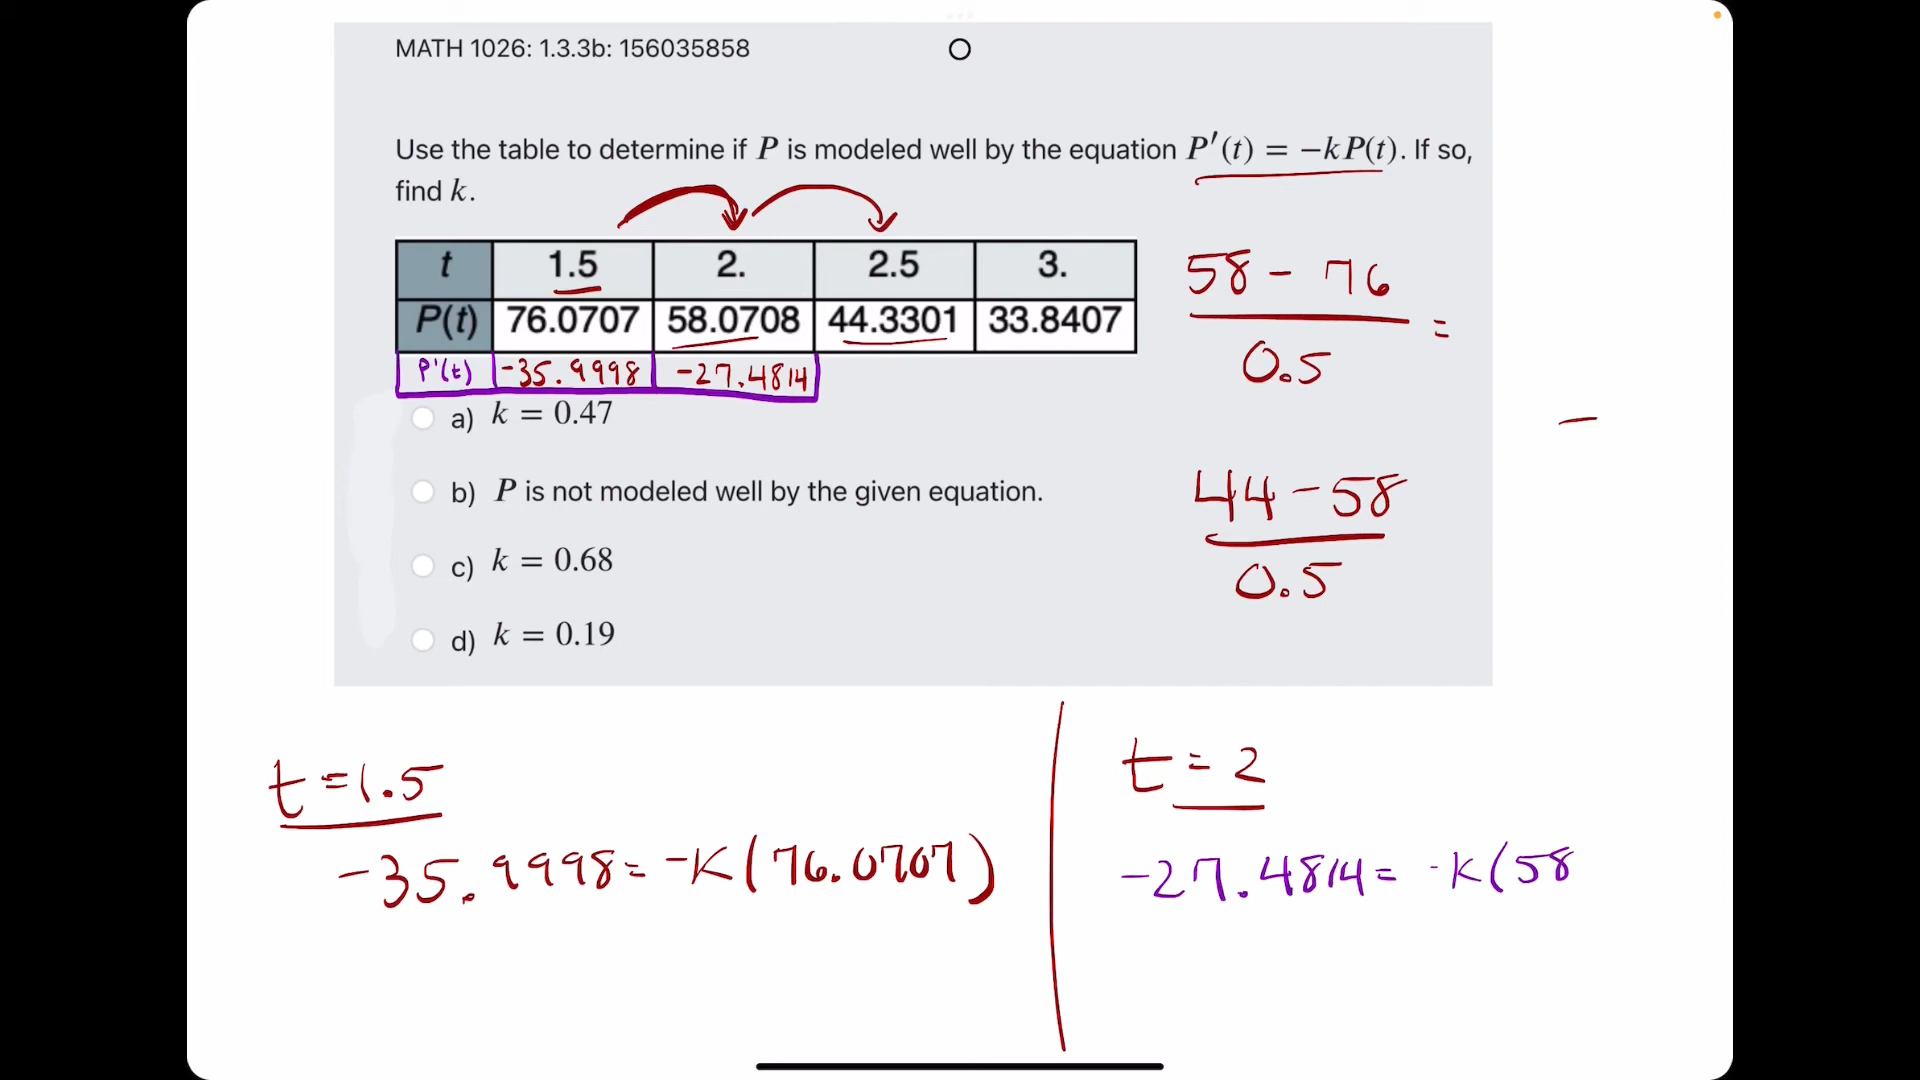 MATH 1026: 1.3.3b: 156035858
Use the table to determine if P is modeled well by the equation P′(t) = −kP(t). If so,
find k.
t 1.5 2. 2.5 3.
P(t) 76.0707 58.0708 44.3301 33.8407
P'(t) -35.9998 -27.4814
a) k = 0.47
b) P is not modeled well by the given equation.
c) k = 0.68
d) k = 0.19
58 - 76
0.5
=
-
44 - 58
0.5
t = 1.5
-35.9998 = -K(76.0707)
t = 2
-27.4814 = -K(58